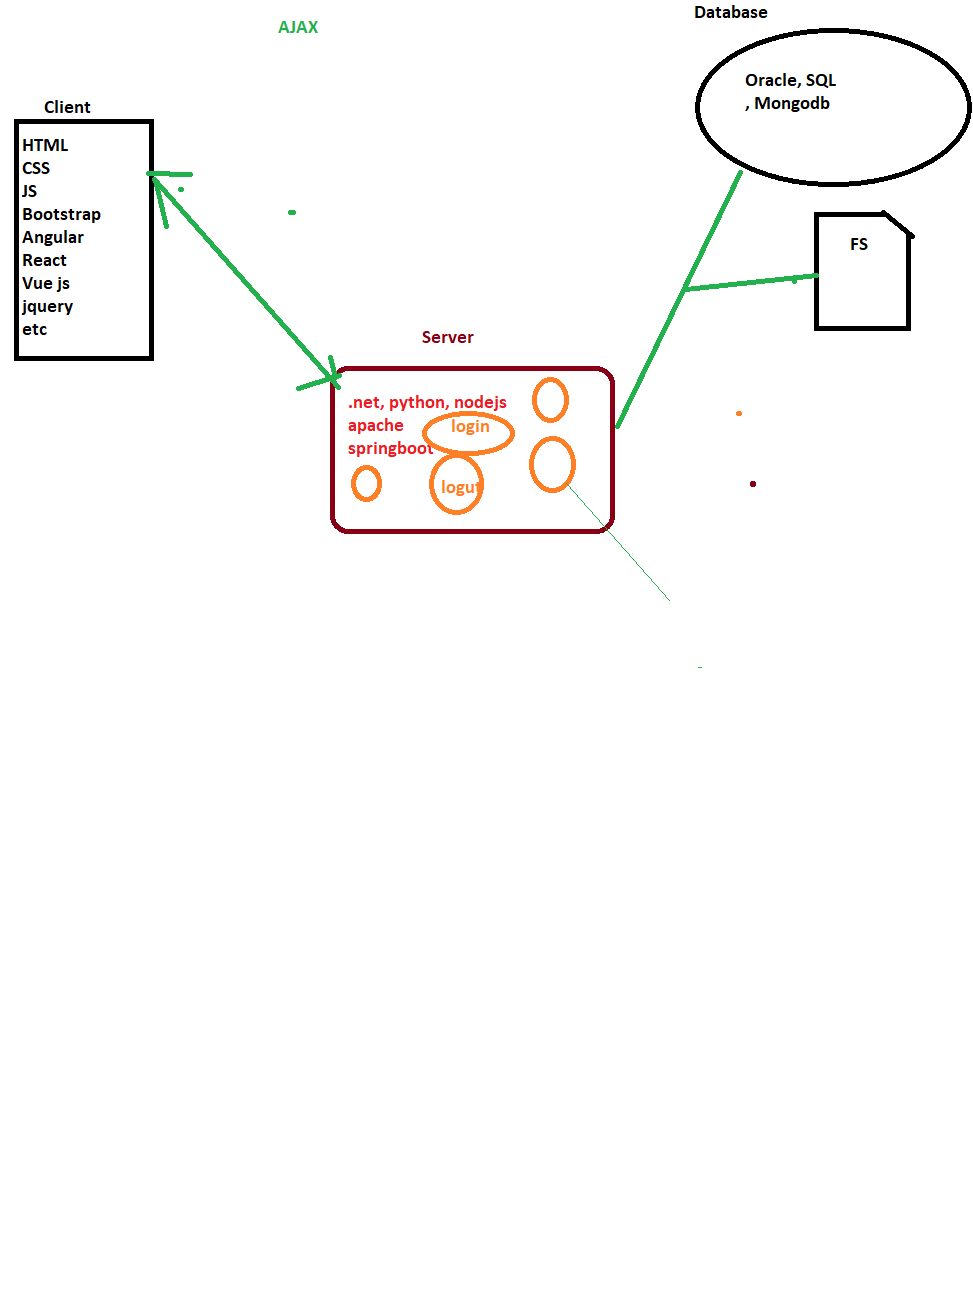 AJAX
Database
Oracle, SQL
, Mongodb
Client
HTML
CSS
JS
Bootstrap
Angular
React
Vue js
jquery
etc
FS
Server
.net, python, nodejs
apache
springboot
login
logut